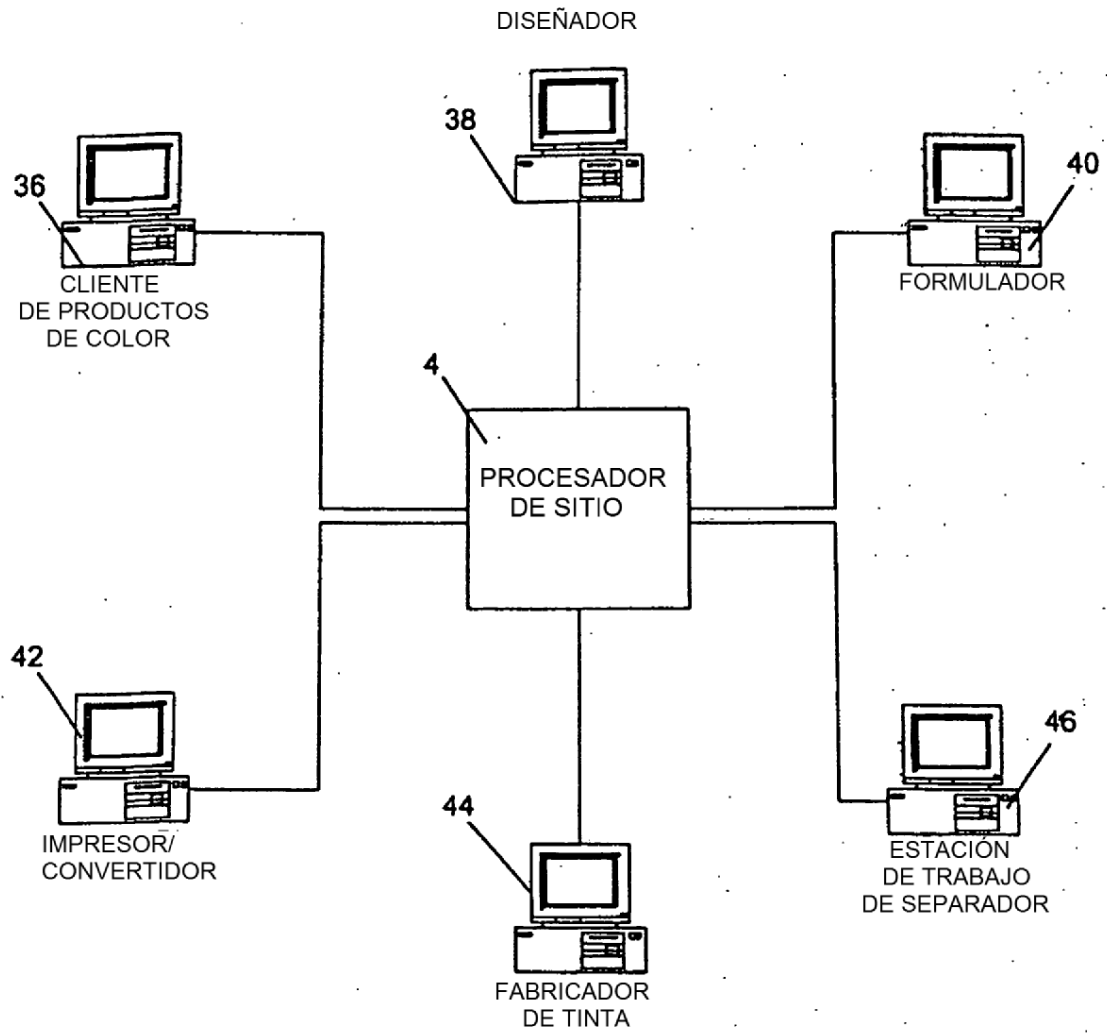 DISEÑADOR
38
36
40
CLIENTE
DE PRODUCTOS
DE COLOR
FORMULADOR
4
PROCESADOR
DE SITIO
42
46
44
IMPRESOR/
CONVERTIDOR
ESTACIÓN
DE TRABAJO
DE SEPARADOR
FABRICADOR
DE TINTA